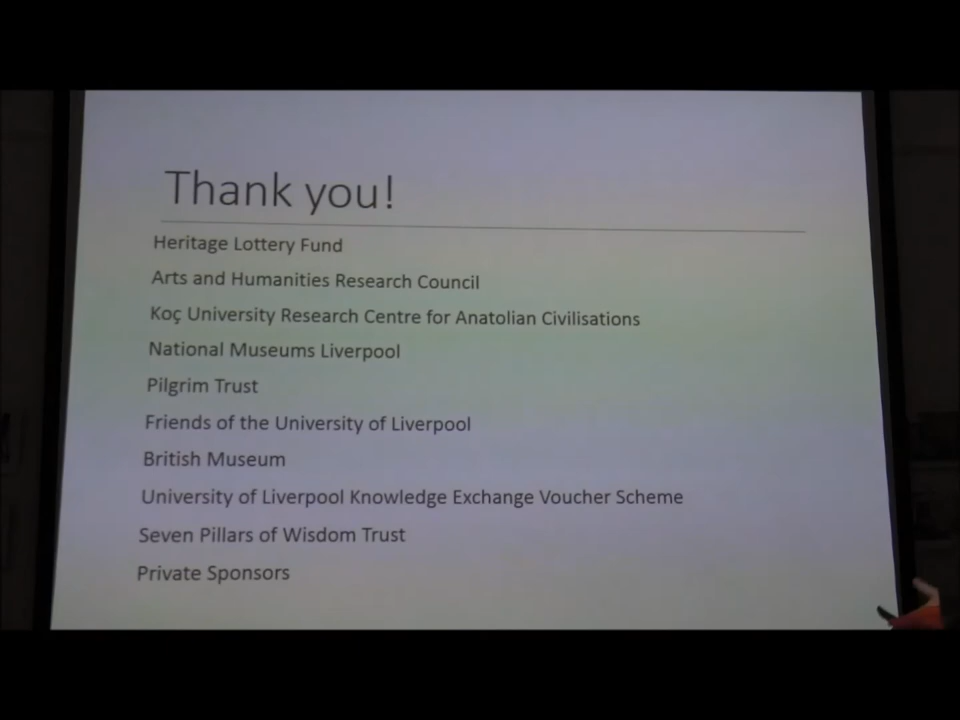 Thank you!
Heritage Lottery Fund
Arts and Humanities Research Council
Koç University Research Centre for Anatolian Civilisations
National Museums Liverpool
Pilgrim Trust
Friends of the University of Liverpool
British Museum
University of Liverpool Knowledge Exchange Voucher Scheme
Seven Pillars of Wisdom Trust
Private Sponsors